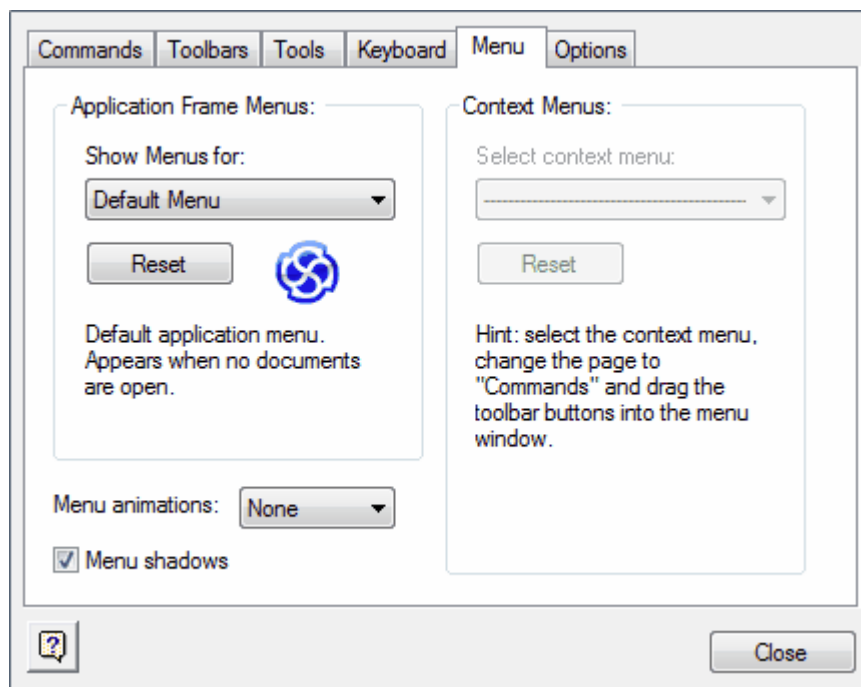 Commands Toolbars Tools Keyboard Menu Options
Application Frame Menus:
Show Menus for:
Default Menu
Reset
Default application menu.
Appears when no documents
are open.
Menu animations: None
Menu shadows
Context Menus:
Select context menu:
Reset
Hint: select the context menu,
change the page to
"Commands" and drag the
toolbar buttons into the menu
window.
?
Close